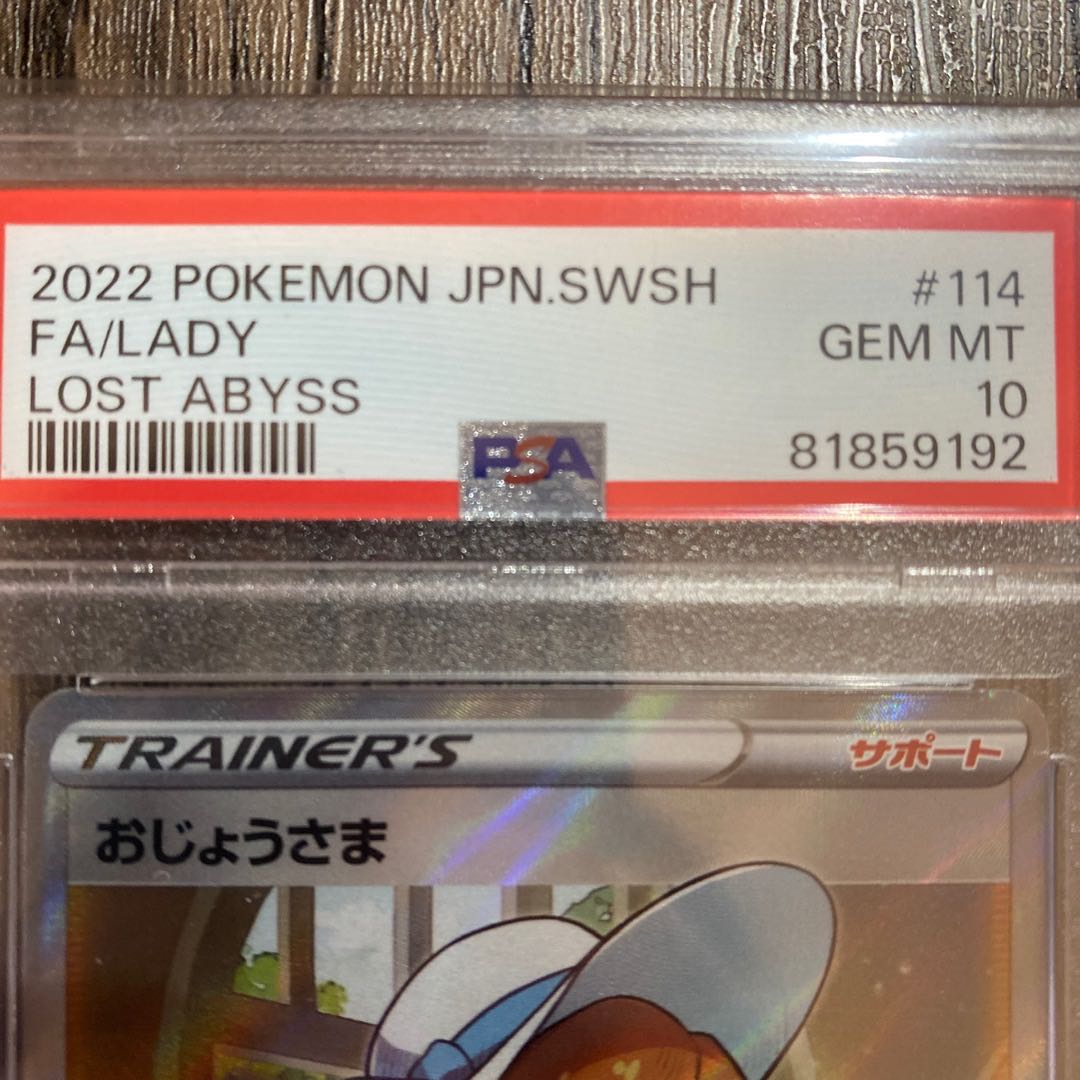 2022 POKEMON JPN.SWSH #114
FA/LADY GEM MT
LOST ABYSS 10
PSA 81859192
TRAINER'S サポート
おじょうさま